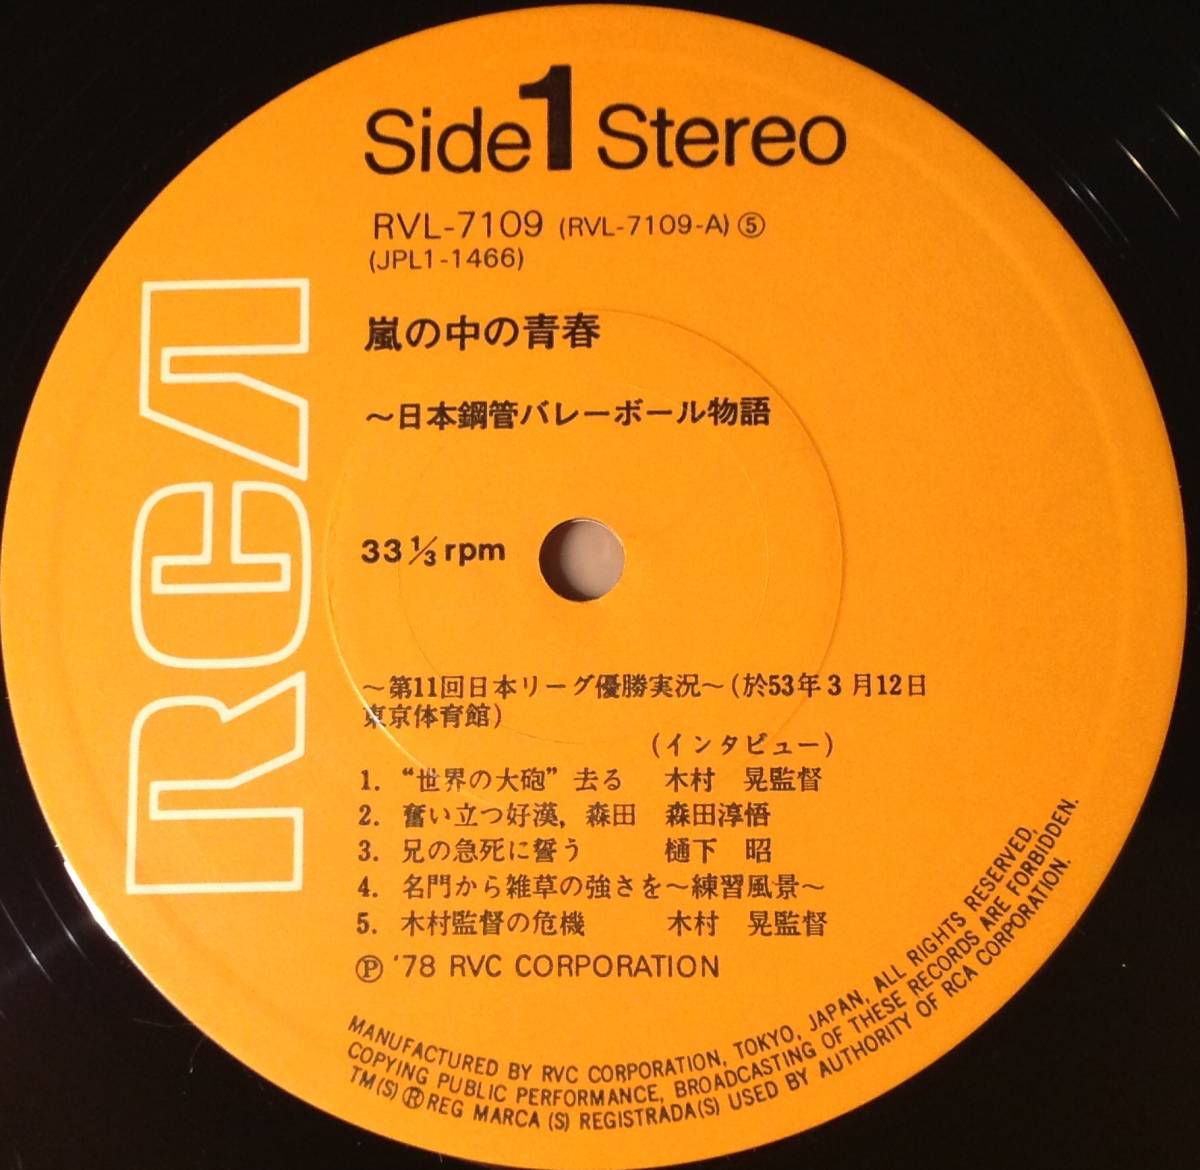 Side 1 Stereo
RVL-7109 (RVL-7109-A) ⑤
(JPL1-1466)
嵐の中の青春
〜日本鋼管バレーボール物語
33 1/3 rpm
RCA
〜第11回日本リーグ優勝実況〜(於53年3月12日
東京体育館)
(インタビュー)
1. “世界の大砲” 去る 木村 晃監督
2. 奮い立つ好漢, 森田 森田淳悟
3. 兄の急死に誓う 樋下 昭
4. 名門から雑草の強さを〜練習風景〜
5. 木村監督の危機 木村 晃監督
Ⓟ '78 RVC CORPORATION
MANUFACTURED BY RVC CORPORATION, TOKYO, JAPAN, ALL RIGHTS RESERVED,
COPYING PUBLIC PERFORMANCE, BROADCASTING OF THESE RECORDS ARE FORBIDDEN.
TM(S) ® REG MARCA (S) REGISTRADA(S) USED BY AUTHORITY OF RCA CORPORATION.